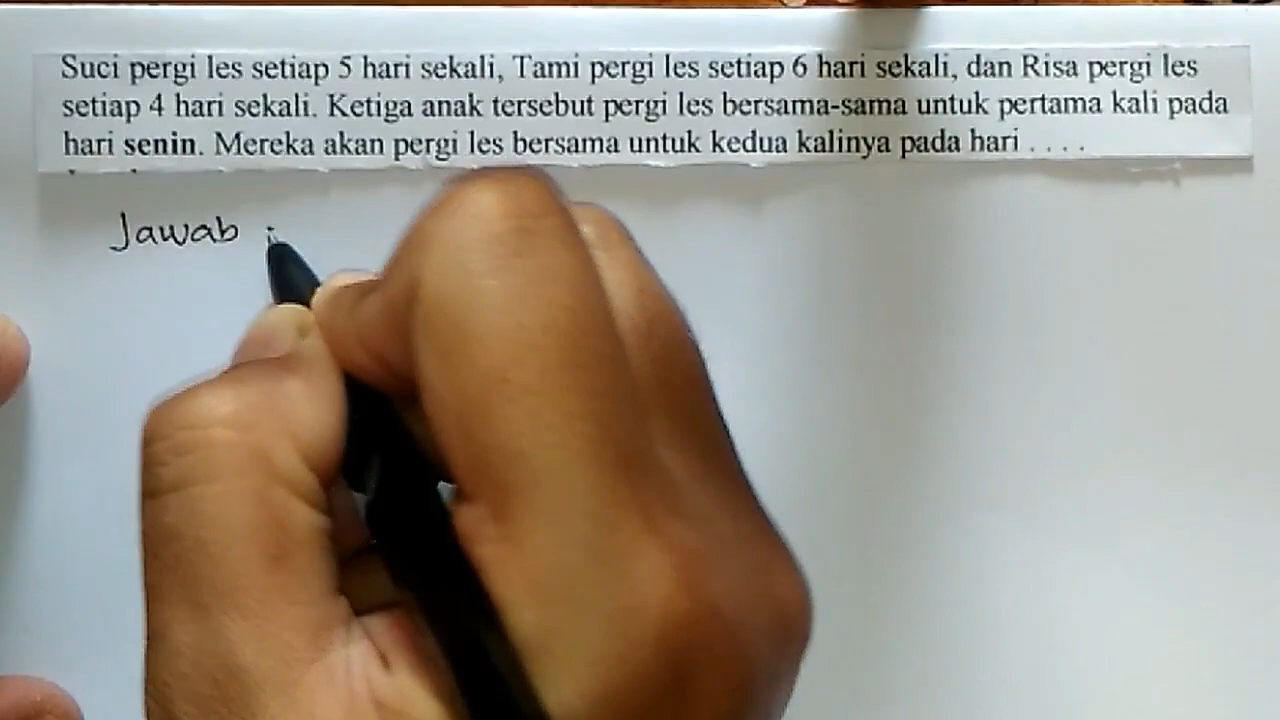 Suci pergi les setiap 5 hari sekali, Tami pergi les setiap 6 hari sekali, dan Risa pergi les
setiap 4 hari sekali. Ketiga anak tersebut pergi les bersama-sama untuk pertama kali pada
hari senin. Mereka akan pergi les bersama untuk kedua kalinya pada hari . . . .
Jawab :